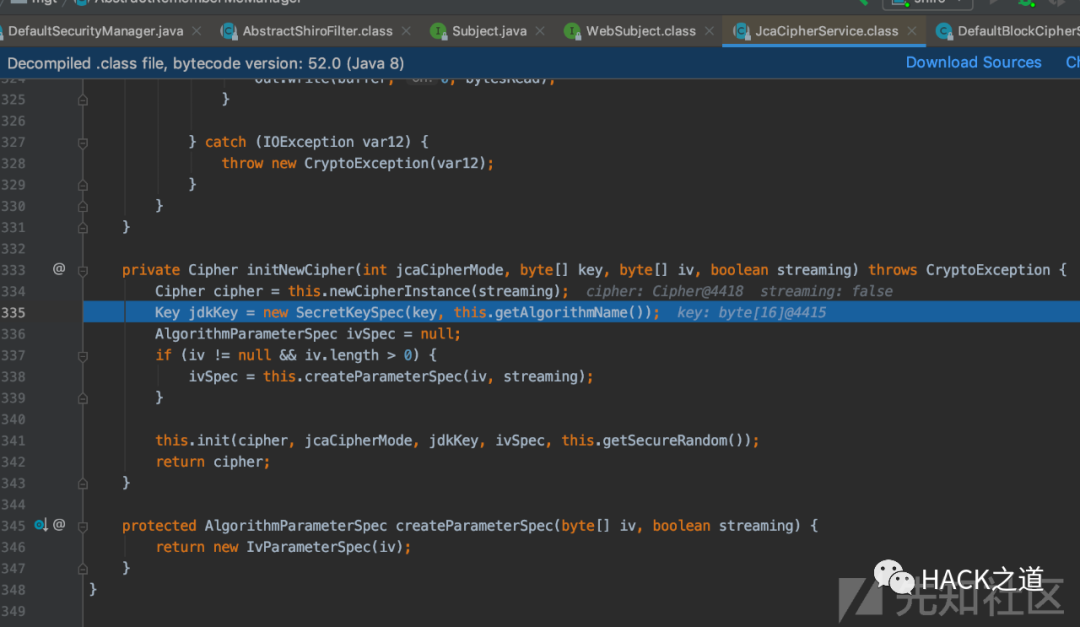 DefaultSecurityManager.java × AbstractShiroFilter.class × Subject.java × WebSubject.class × JcaCipherService.class × DefaultBlockCipherS
Decompiled .class file, bytecode version: 52.0 (Java 8) Download Sources Ch
325 }
326
327 } catch (IOException var12) {
328 throw new CryptoException(var12);
329 }
330 }
331 }
332
333 @ private Cipher initNewCipher(int jcaCipherMode, byte[] key, byte[] iv, boolean streaming) throws CryptoException {
334 Cipher cipher = this.newCipherInstance(streaming); cipher: Cipher@4418 streaming: false
335 Key jdkKey = new SecretKeySpec(key, this.getAlgorithmName()); key: byte[16]@4415
336 AlgorithmParameterSpec ivSpec = null;
337 if (iv != null && iv.length > 0) {
338 ivSpec = this.createParameterSpec(iv, streaming);
339 }
340
341 this.init(cipher, jcaCipherMode, jdkKey, ivSpec, this.getSecureRandom());
342 return cipher;
343 }
344
345 @ protected AlgorithmParameterSpec createParameterSpec(byte[] iv, boolean streaming) {
346 return new IvParameterSpec(iv);
347 }
348 }
349
HACK之道
先知社区